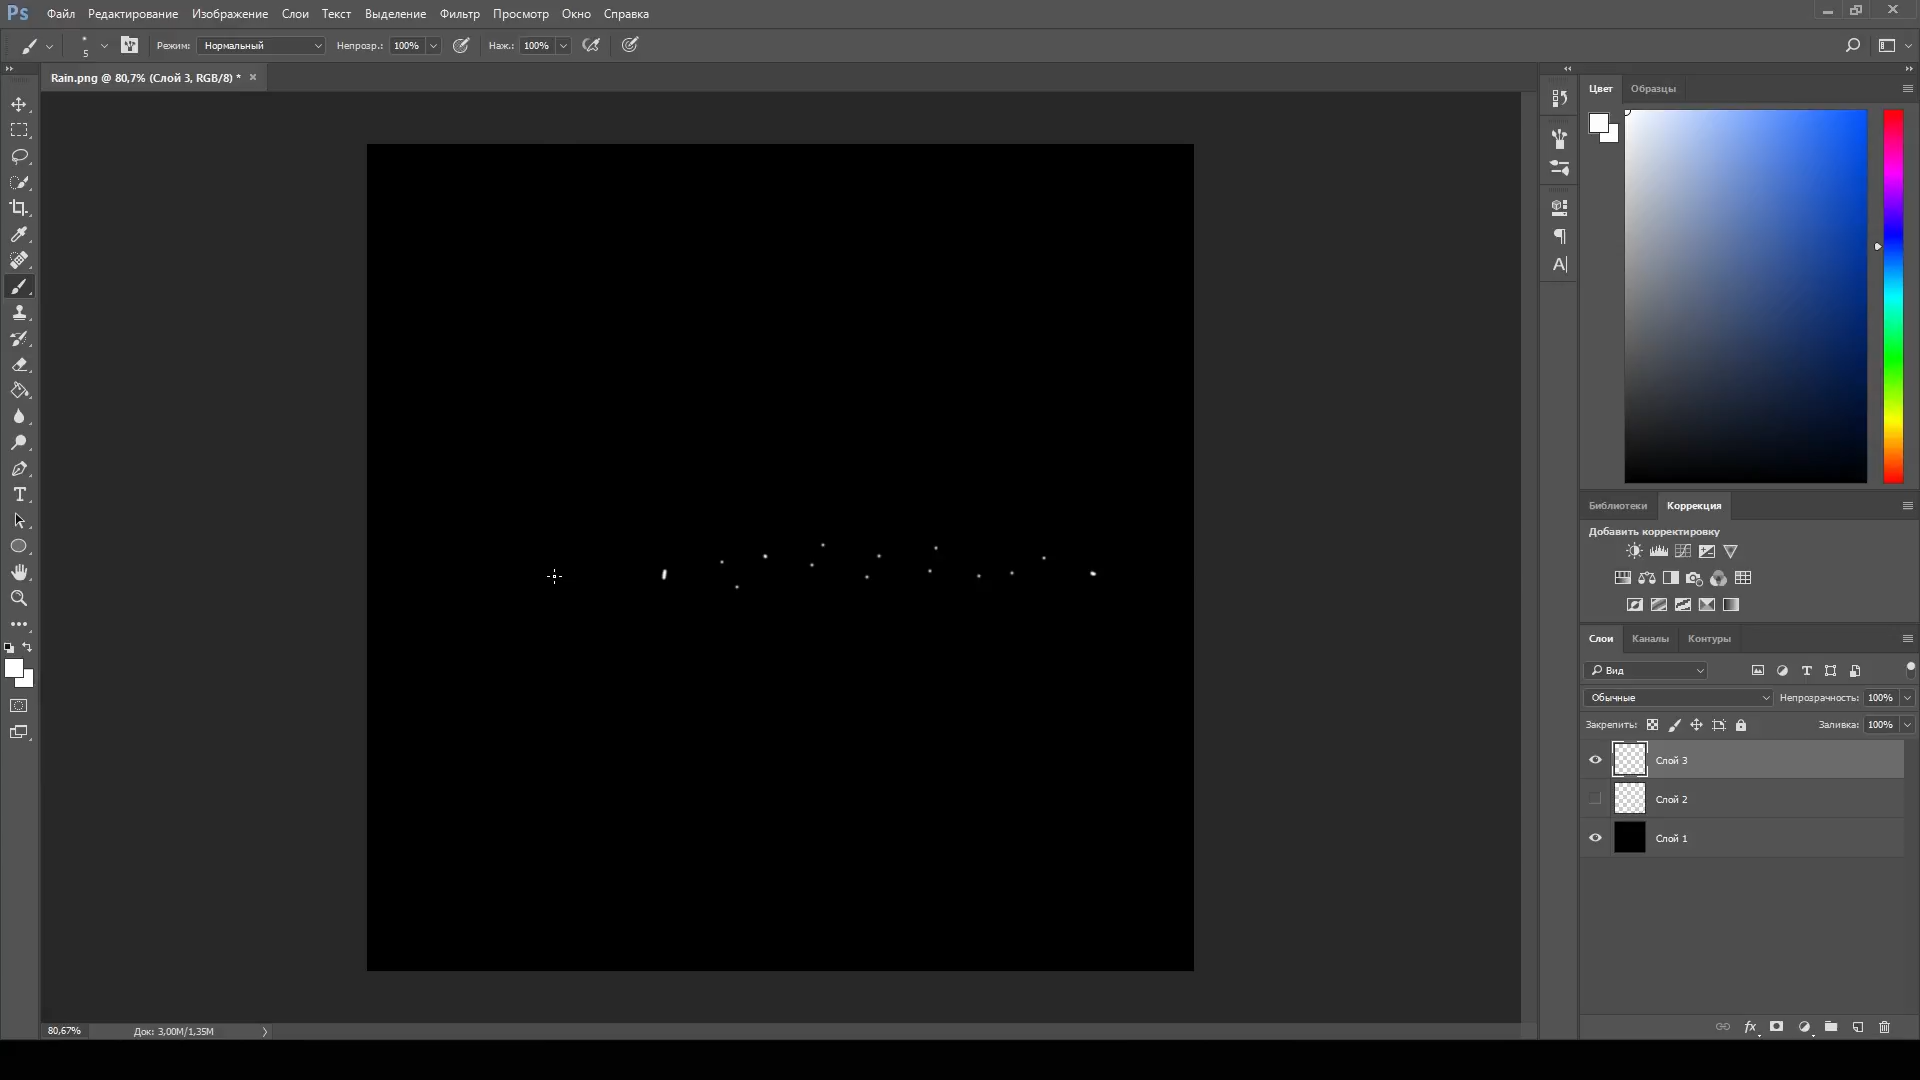 Ps Файл Редактирование Изображение Слои Текст Выделение Фильтр Просмотр Окно Справка
5 Режим: Нормальный Непрозр.: 100% Наж.: 100%
Rain.png @ 80,7% (Слой 3, RGB/8) *
Цвет Образцы
Библиотеки Коррекция
Добавить корректировку
Слои Каналы Контуры
Вид
Обычные Непрозрачность: 100%
Закрепить: Заливка: 100%
Слой 3
Слой 2
Слой 1
80,67% Док: 3,00M/1,35M